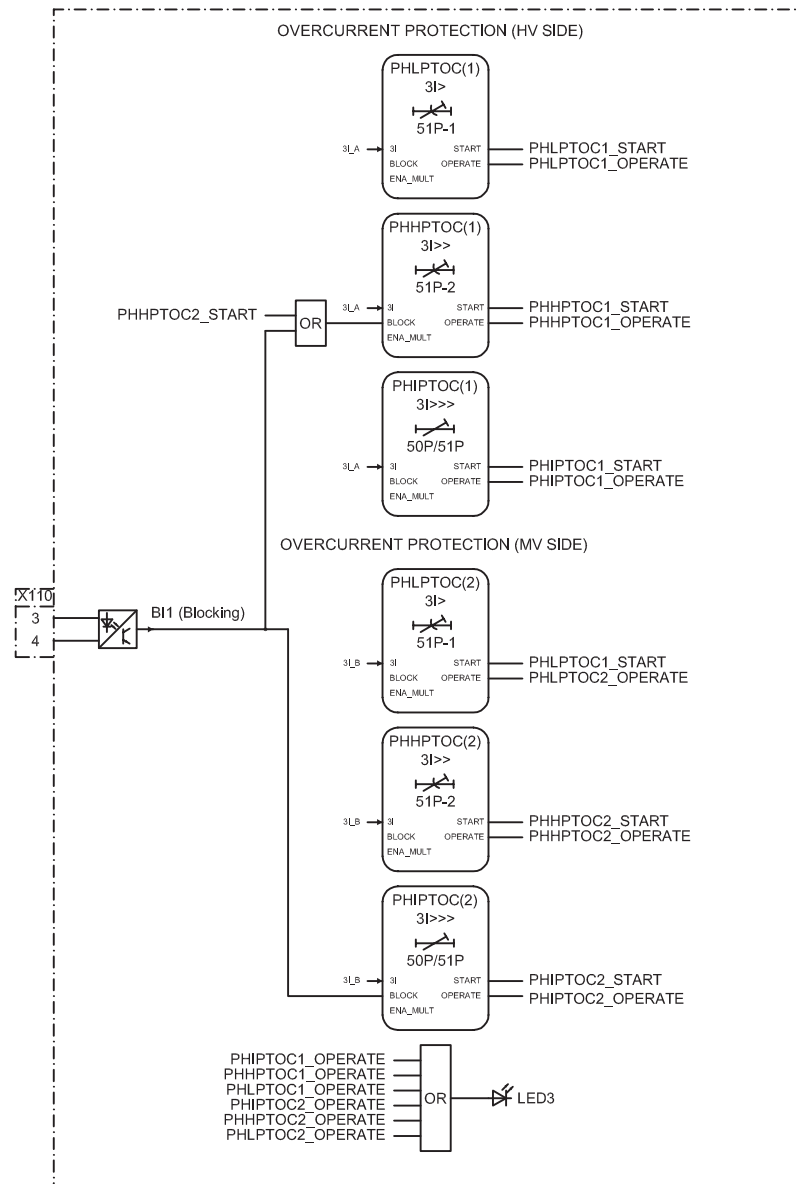 OVERCURRENT PROTECTION (HV SIDE)
PHLPTOC(1)
3I>
51P-1
3I_A
3I
START
PHLPTOC1_START
BLOCK
OPERATE
PHLPTOC1_OPERATE
ENA_MULT
PHHPTOC(1)
3I>>
51P-2
3I_A
3I
START
PHHPTOC1_START
PHHPTOC2_START
OR
BLOCK
OPERATE
PHHPTOC1_OPERATE
ENA_MULT
PHIPTOC(1)
3I>>>
50P/51P
3I_A
3I
START
PHIPTOC1_START
BLOCK
OPERATE
PHIPTOC1_OPERATE
ENA_MULT
OVERCURRENT PROTECTION (MV SIDE)
X110
3
4
BI1 (Blocking)
PHLPTOC(2)
3I>
51P-1
3I_B
3I
START
PHLPTOC1_START
BLOCK
OPERATE
PHLPTOC2_OPERATE
ENA_MULT
PHHPTOC(2)
3I>>
51P-2
3I_B
3I
START
PHHPTOC2_START
BLOCK
OPERATE
PHHPTOC2_OPERATE
ENA_MULT
PHIPTOC(2)
3I>>>
50P/51P
3I_B
3I
START
PHIPTOC2_START
BLOCK
OPERATE
PHIPTOC2_OPERATE
ENA_MULT
PHIPTOC1_OPERATE
PHHPTOC1_OPERATE
PHLPTOC1_OPERATE
PHIPTOC2_OPERATE
PHHPTOC2_OPERATE
PHLPTOC2_OPERATE
OR
LED3